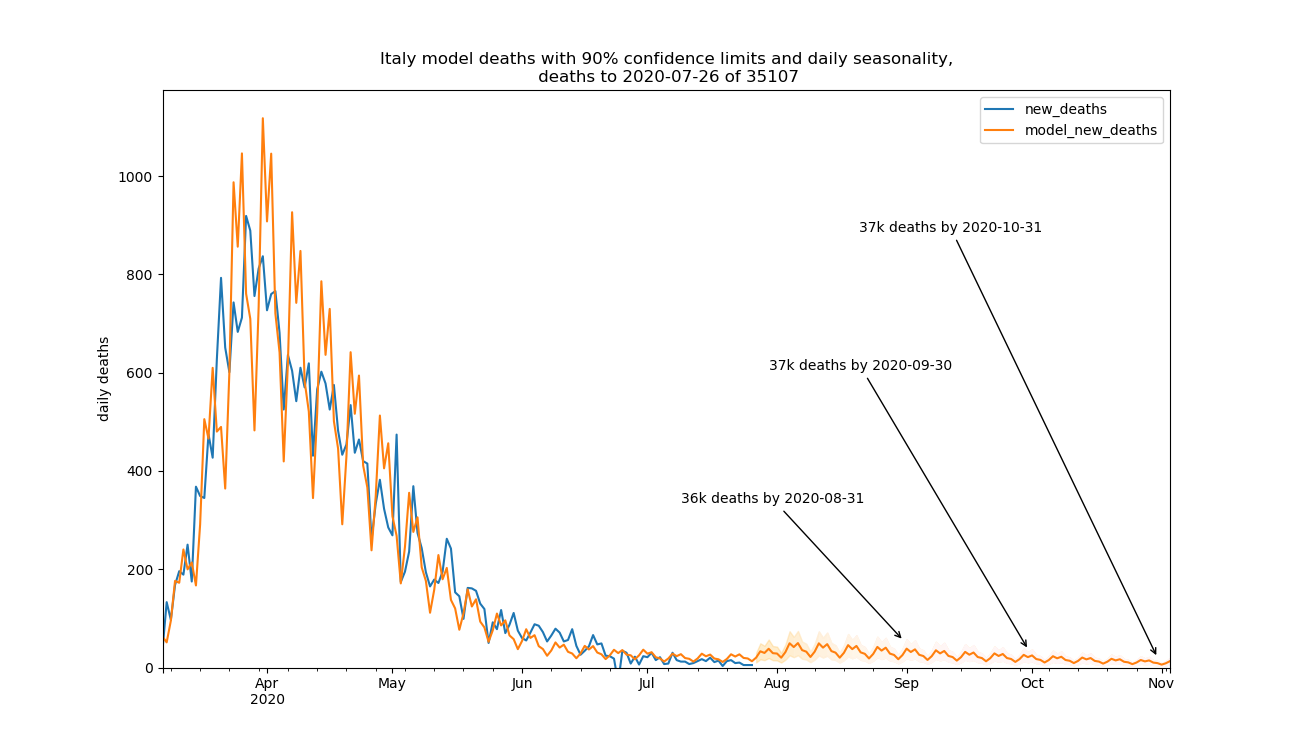 Italy model deaths with 90% confidence limits and daily seasonality,
deaths to 2020-07-26 of 35107
new_deaths
model_new_deaths
1000
800
600
400
200
0
daily deaths
37k deaths by 2020-10-31
37k deaths by 2020-09-30
36k deaths by 2020-08-31
Apr May Jun Jul Aug Sep Oct Nov
2020